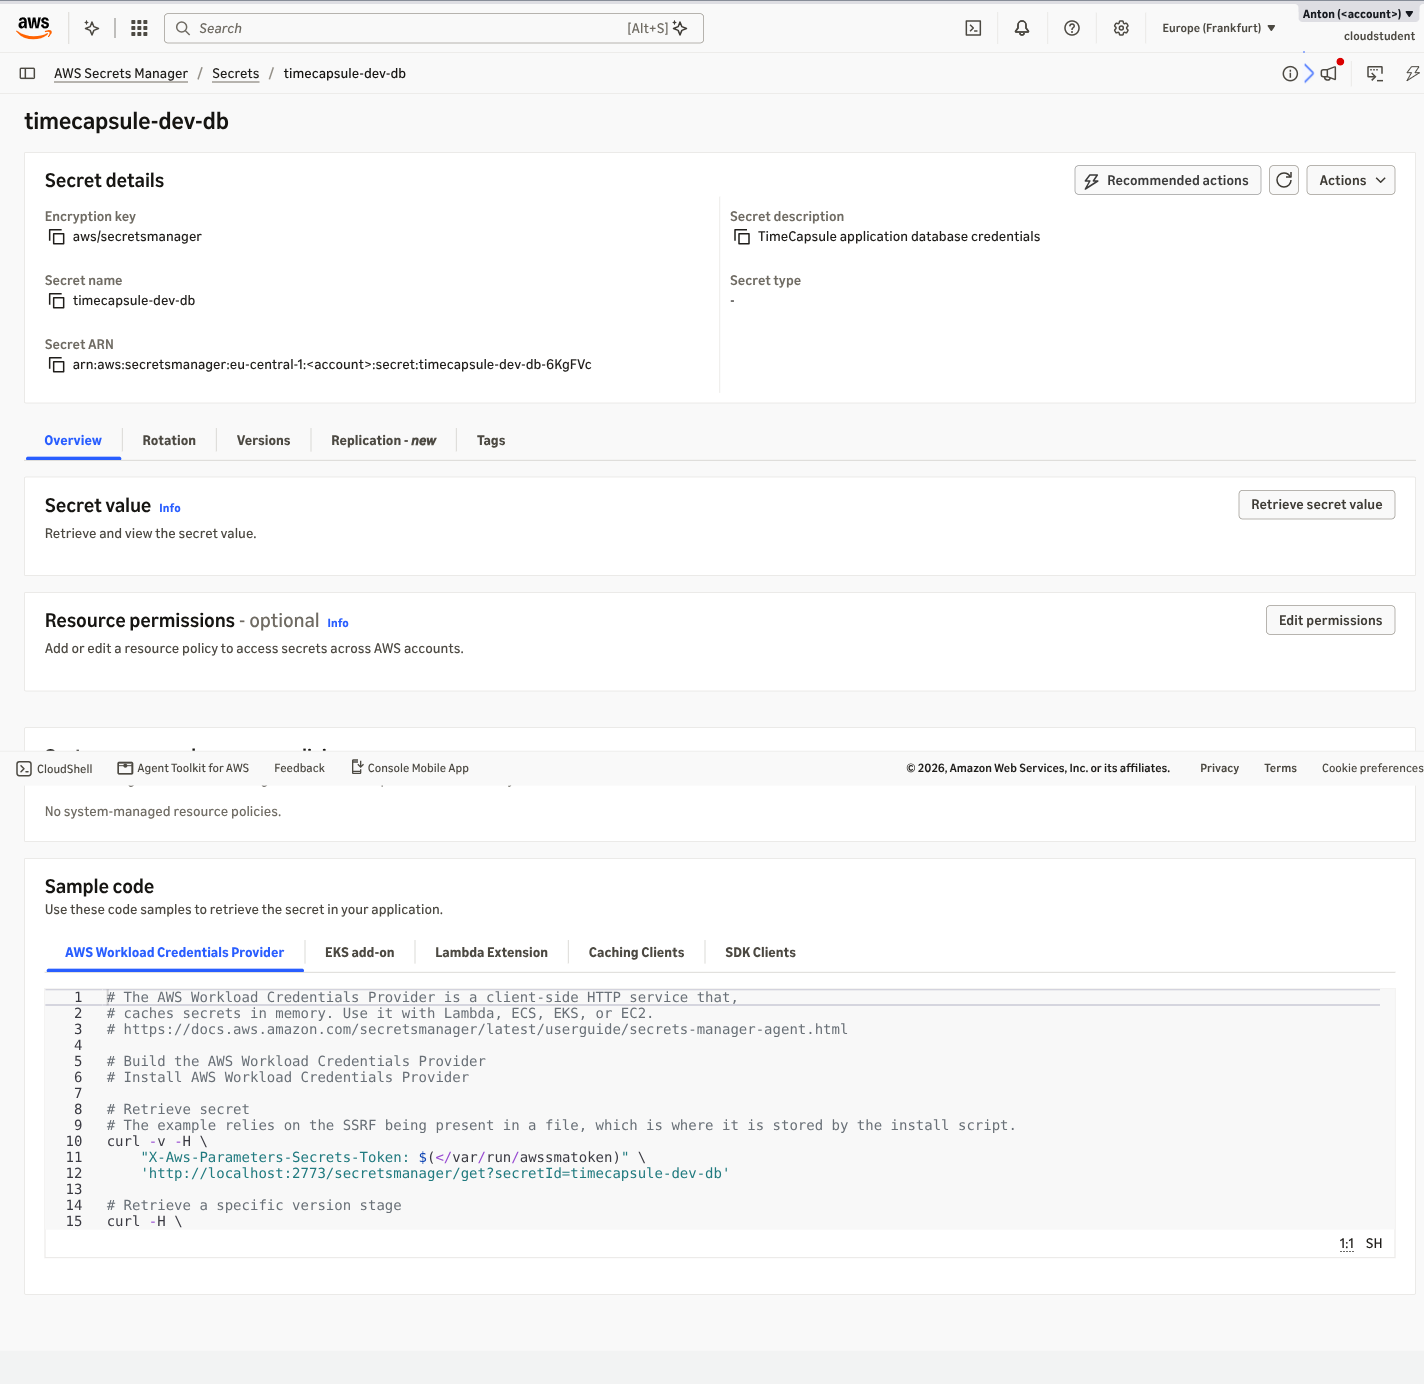 aws
Search
[Alt+S]
Europe (Frankfurt)
Anton (<account>)
cloudstudent
AWS Secrets Manager / Secrets / timecapsule-dev-db
timecapsule-dev-db
Secret details
Recommended actions
Actions
Encryption key
aws/secretsmanager
Secret description
TimeCapsule application database credentials
Secret name
timecapsule-dev-db
Secret type
-
Secret ARN
arn:aws:secretsmanager:eu-central-1:<account>:secret:timecapsule-dev-db-6KgFVc
Overview
Rotation
Versions
Replication - new
Tags
Secret value Info
Retrieve secret value
Retrieve and view the secret value.
Resource permissions - optional Info
Edit permissions
Add or edit a resource policy to access secrets across AWS accounts.
CloudShell
Agent Toolkit for AWS
Feedback
Console Mobile App
© 2026, Amazon Web Services, Inc. or its affiliates.
Privacy
Terms
Cookie preferences
No system-managed resource policies.
Sample code
Use these code samples to retrieve the secret in your application.
AWS Workload Credentials Provider
EKS add-on
Lambda Extension
Caching Clients
SDK Clients
1 # The AWS Workload Credentials Provider is a client-side HTTP service that,
2 # caches secrets in memory. Use it with Lambda, ECS, EKS, or EC2.
3 # https://docs.aws.amazon.com/secretsmanager/latest/userguide/secrets-manager-agent.html
4
5 # Build the AWS Workload Credentials Provider
6 # Install AWS Workload Credentials Provider
7
8 # Retrieve secret
9 # The example relies on the SSRF being present in a file, which is where it is stored by the install script.
10 curl -v -H \
11 "X-Aws-Parameters-Secrets-Token: $(</var/run/awssmatoken)" \
12 'http://localhost:2773/secretsmanager/get?secretId=timecapsule-dev-db'
13
14 # Retrieve a specific version stage
15 curl -H \
1:1 SH